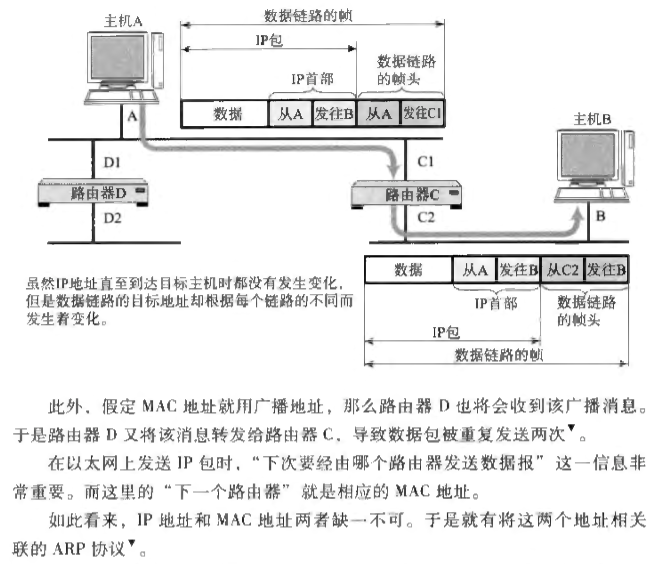 主机A
数据链路的帧
IP包
IP首部
数据链路
的帧头
数据 从A 发往B 从A 发往C1
A
主机B
D1
C1
路由器D
路由器C
D2
C2
B
数据 从A 发往B 从C2 发往B
IP首部
数据链路
的帧头
IP包
数据链路的帧
虽然IP地址直至到达目标主机时都没有发生变化,
但是数据链路的目标地址却根据每个链路的不同而
发生着变化。
此外，假定 MAC 地址就用广播地址，那么路由器 D 也将会收到该广播消息。
于是路由器 D 又将该消息转发给路由器 C，导致数据包被重复发送两次▼。
在以太网上发送 IP 包时，“下次要经由哪个路由器发送数据报”这一信息非
常重要。而这里的“下一个路由器”就是相应的 MAC 地址。
如此看来，IP 地址和 MAC 地址两者缺一不可。于是就有将这两个地址相关
联的 ARP 协议▼。